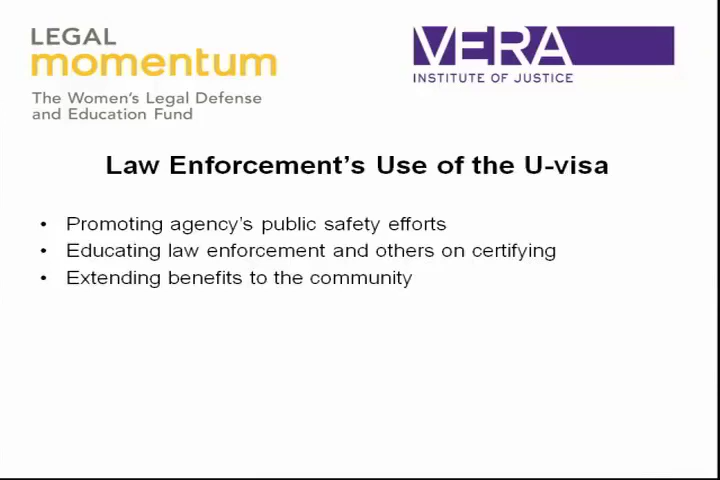 LEGAL
momentum
The Women's Legal Defense
and Education Fund
VERA
INSTITUTE OF JUSTICE
Law Enforcement's Use of the U-visa
• Promoting agency's public safety efforts
• Educating law enforcement and others on certifying
• Extending benefits to the community